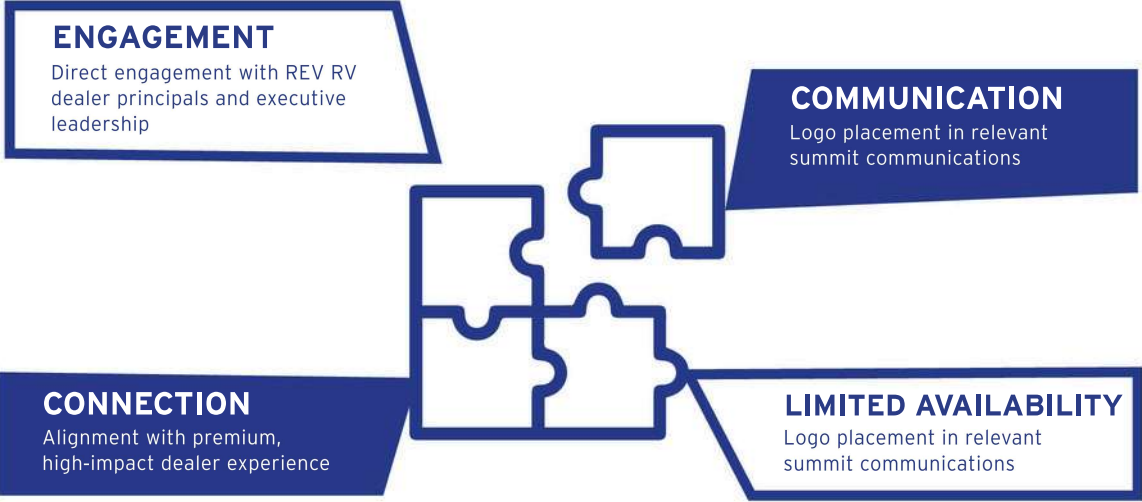 ENGAGEMENT
Direct engagement with REV RV
dealer principals and executive
leadership
COMMUNICATION
Logo placement in relevant
summit communications
CONNECTION
Alignment with premium,
high-impact dealer experience
LIMITED AVAILABILITY
Logo placement in relevant
summit communications